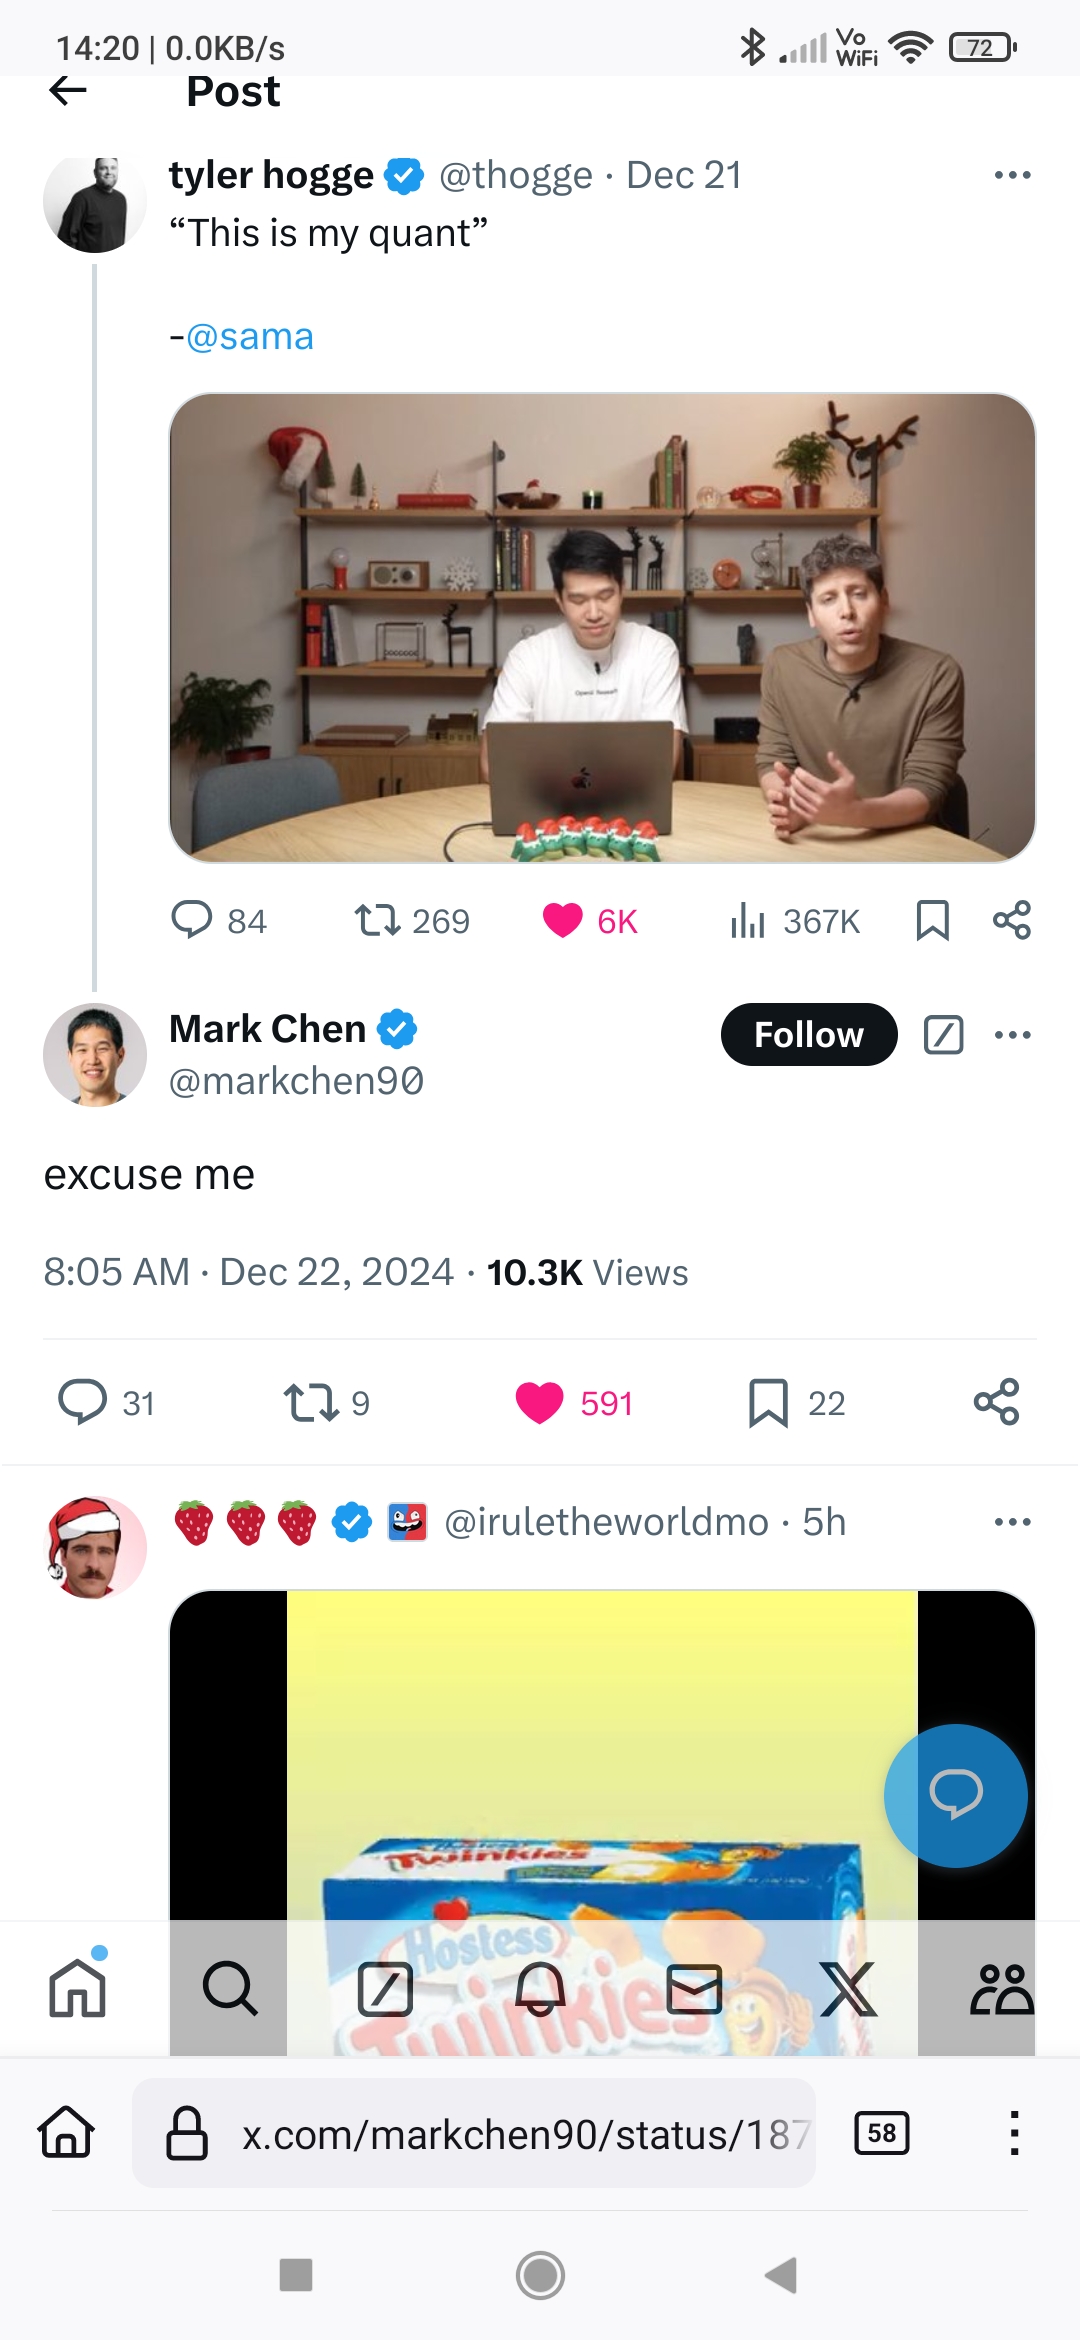 14:20 | 0.0KB/s
Vo
WiFi
72
Post
tyler hogge @thogge · Dec 21
“This is my quant”
-@sama
84 269 6K 367K
Mark Chen
Follow
@markchen90
excuse me
8:05 AM · Dec 22, 2024 · 10.3K Views
31 9 591 22
🍓🍓🍓 @iruletheworldmo · 5h
Hostess
Twinkies
Hostess
Twinkies
x.com/markchen90/status/187
58